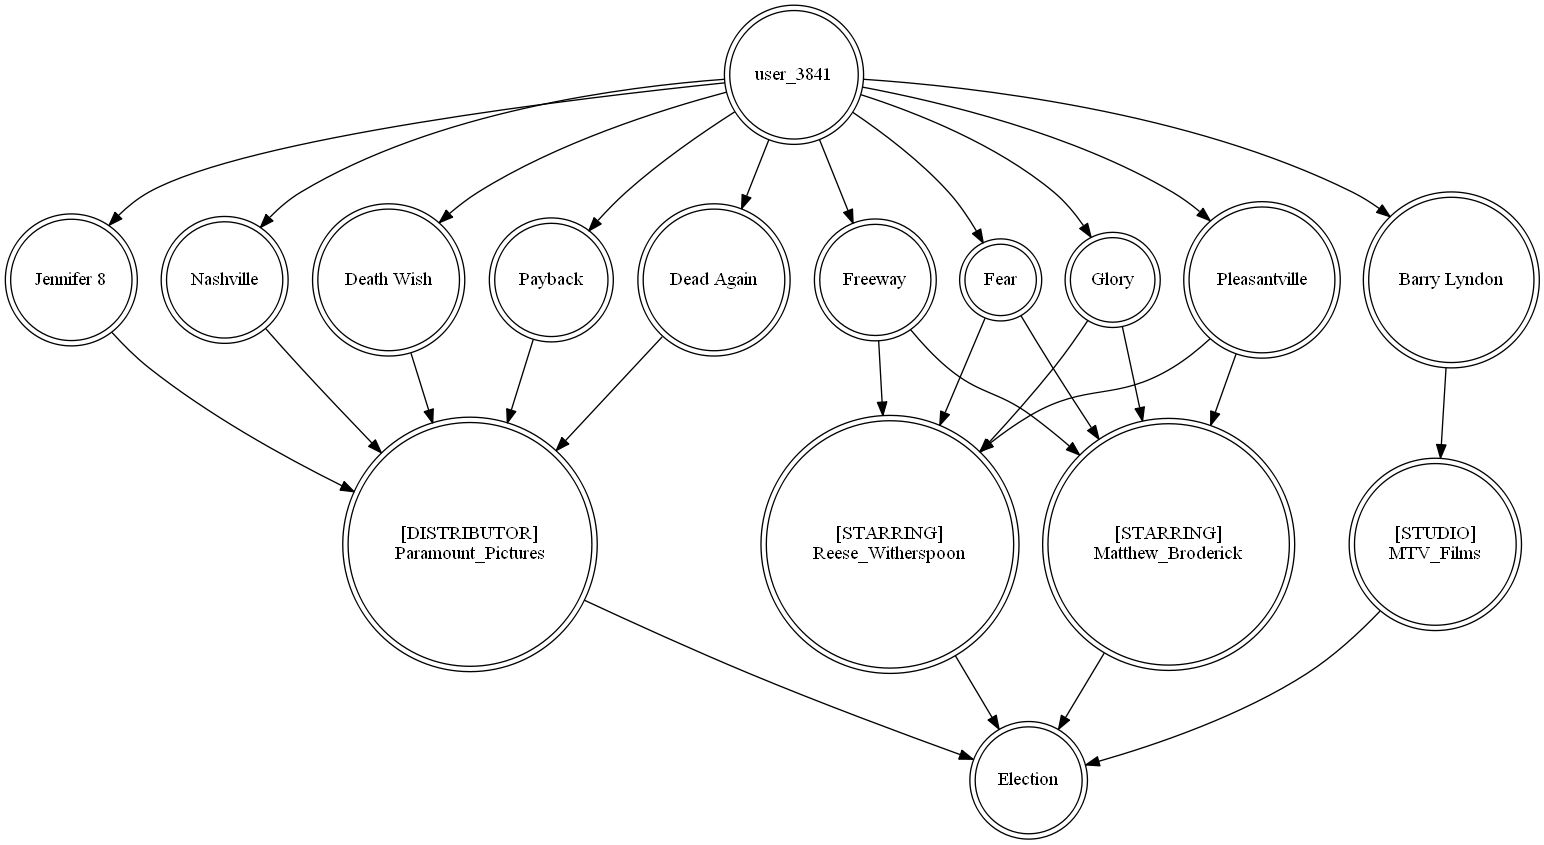 user_3841
Jennifer 8
Nashville
Death Wish
Payback
Dead Again
Freeway
Fear
Glory
Pleasantville
Barry Lyndon
[DISTRIBUTOR]
Paramount_Pictures
[STARRING]
Reese_Witherspoon
[STARRING]
Matthew_Broderick
[STUDIO]
MTV_Films
Election